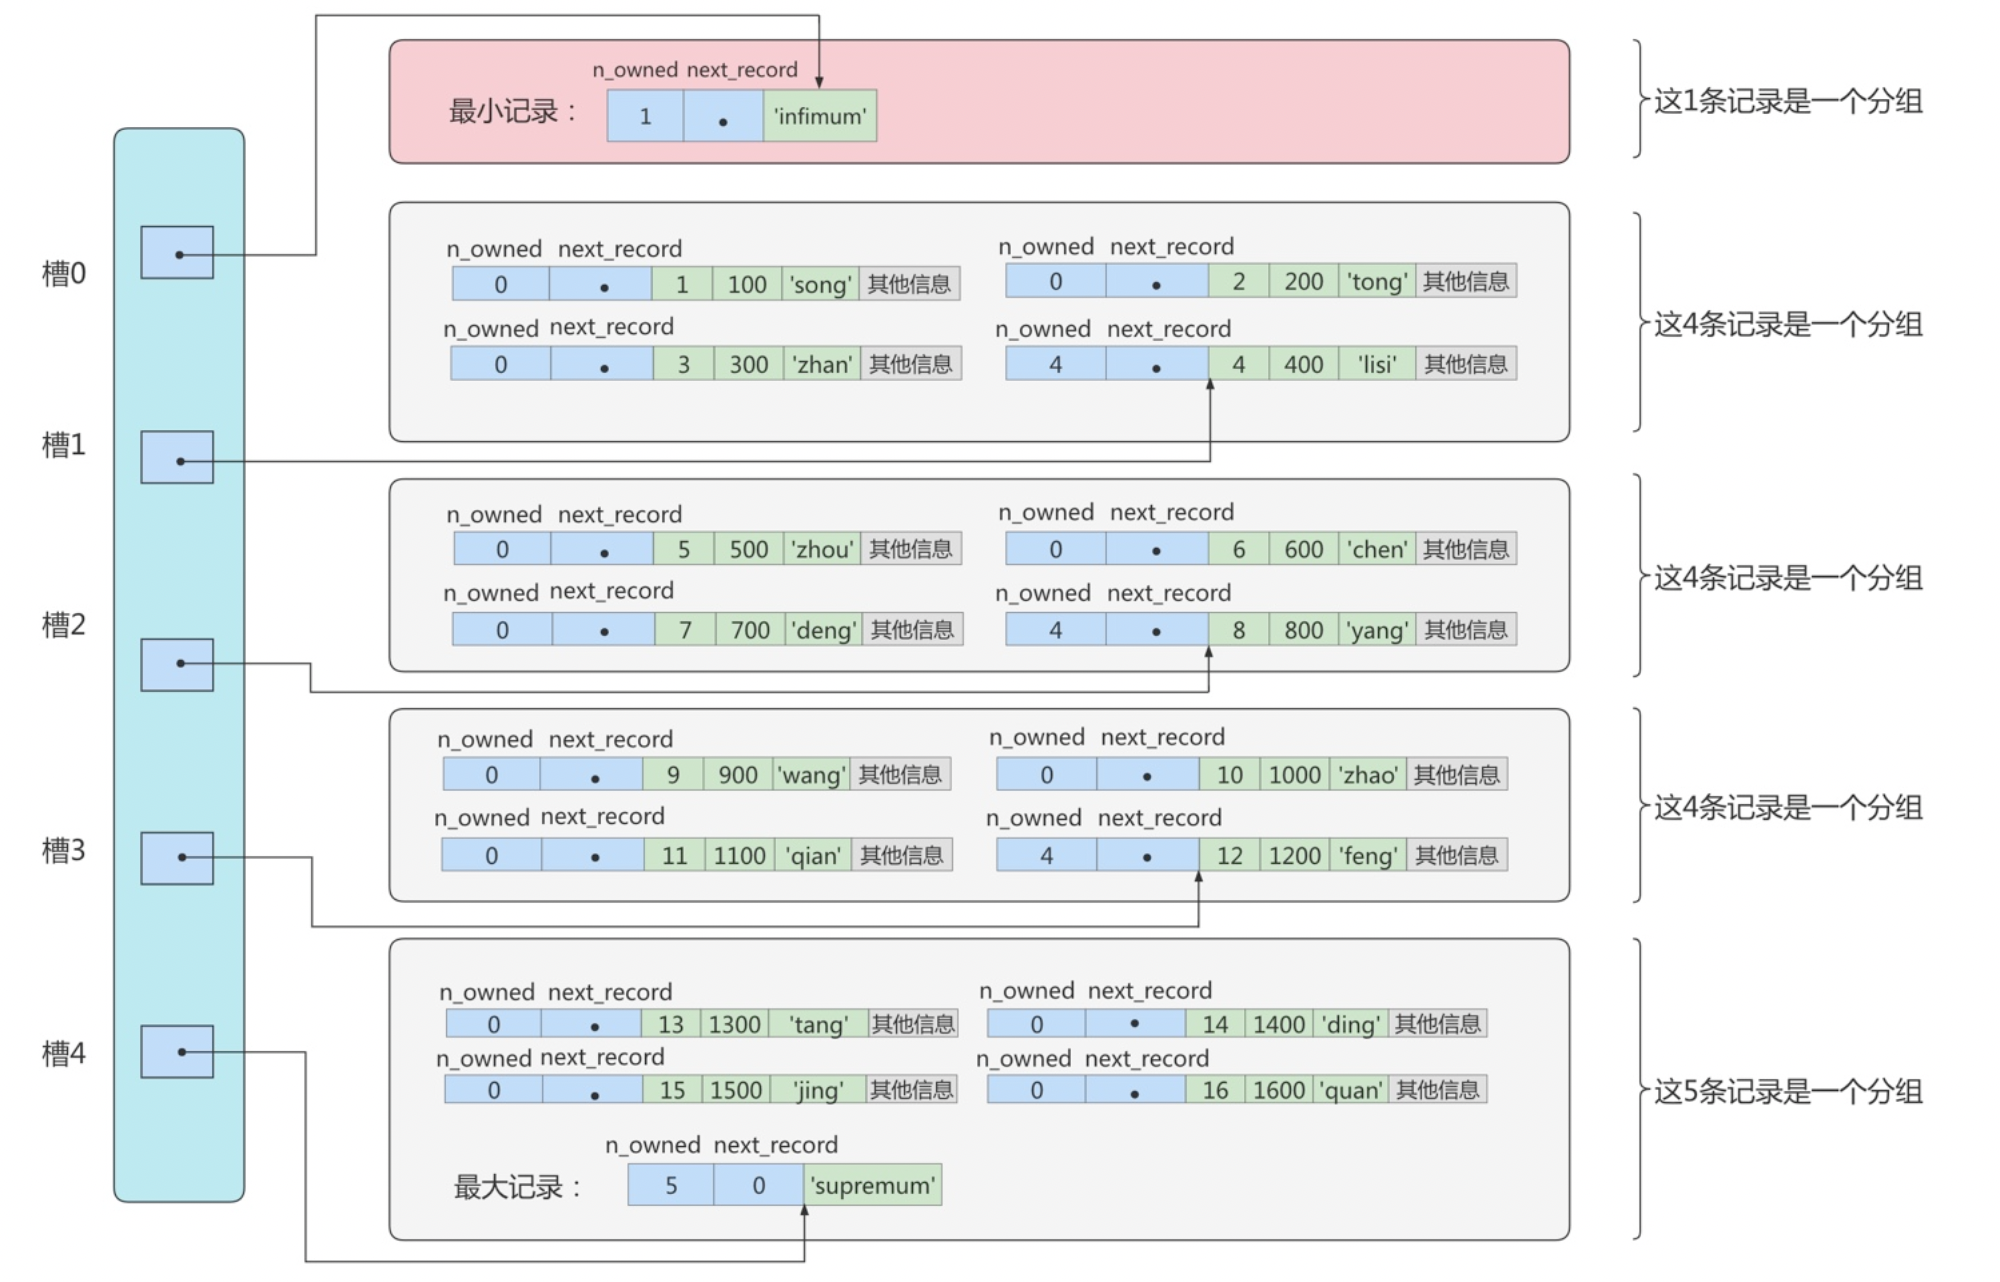 n_owned next_record
最小记录： 1 'infimum'
这1条记录是一个分组
槽0
n_owned next_record n_owned next_record
0 1 100 'song' 其他信息 0 2 200 'tong' 其他信息
n_owned next_record n_owned next_record
0 3 300 'zhan' 其他信息 4 4 400 'lisi' 其他信息
这4条记录是一个分组
槽1
n_owned next_record n_owned next_record
0 5 500 'zhou' 其他信息 0 6 600 'chen' 其他信息
n_owned next_record n_owned next_record
0 7 700 'deng' 其他信息 4 8 800 'yang' 其他信息
这4条记录是一个分组
槽2
n_owned next_record n_owned next_record
0 9 900 'wang' 其他信息 0 10 1000 'zhao' 其他信息
n_owned next_record n_owned next_record
0 11 1100 'qian' 其他信息 4 12 1200 'feng' 其他信息
这4条记录是一个分组
槽3
n_owned next_record n_owned next_record
0 13 1300 'tang' 其他信息 0 14 1400 'ding' 其他信息
n_owned next_record n_owned next_record
0 15 1500 'jing' 其他信息 0 16 1600 'quan' 其他信息
槽4
这5条记录是一个分组
n_owned next_record
最大记录： 5 0 'supremum'